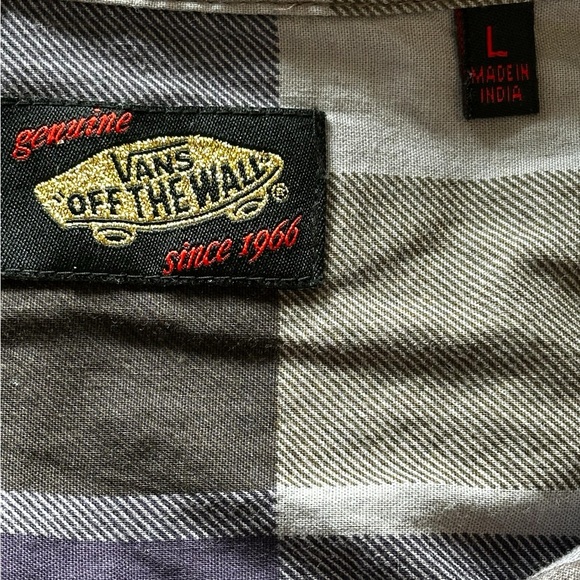 genuine
VANS
"OFF THE WALL"
®
since 1966
L
MADE IN
INDIA